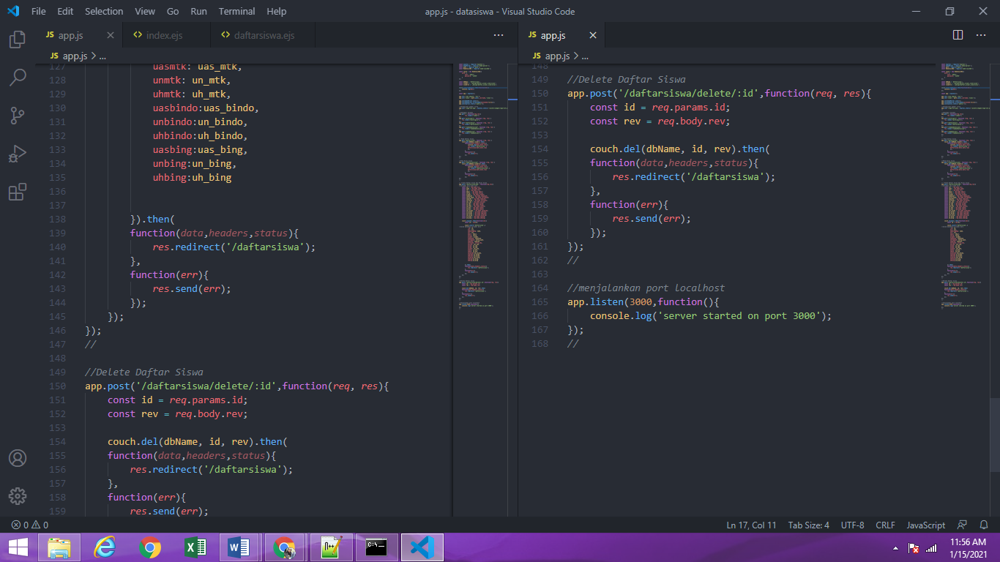 File Edit Selection View Go Run Terminal Help
app.js - datasiswa - Visual Studio Code
JS app.js
index.ejs
daftarsiswa.ejs
JS app.js > ...
127 uasmtk: uas_mtk,
128 unmtk: un_mtk,
129 uhmtk: uh_mtk,
130 uasbindo:uas_bindo,
131 unbindo:un_bindo,
132 uhbindo:uh_bindo,
133 uasbing:uas_bing,
134 unbing:un_bing,
135 uhbing:uh_bing
136
137
138 }).then(
139 function(data,headers,status){
140 res.redirect('/daftarsiswa');
141 },
142 function(err){
143 res.send(err);
144 });
145 });
146 });
147 //
148
149 //Delete Daftar Siswa
150 app.post('/daftarsiswa/delete/:id',function(req, res){
151 const id = req.params.id;
152 const rev = req.body.rev;
153
154 couch.del(dbName, id, rev).then(
155 function(data,headers,status){
156 res.redirect('/daftarsiswa');
157 },
158 function(err){
159 res.send(err);
JS app.js
JS app.js > ...
148
149 //Delete Daftar Siswa
150 app.post('/daftarsiswa/delete/:id',function(req, res){
151 const id = req.params.id;
152 const rev = req.body.rev;
153
154 couch.del(dbName, id, rev).then(
155 function(data,headers,status){
156 res.redirect('/daftarsiswa');
157 },
158 function(err){
159 res.send(err);
160 });
161 });
162 //
163
164 //menjalankan port localhost
165 app.listen(3000,function(){
166 console.log('server started on port 3000');
167 });
168 //
0 0
Ln 17, Col 11 Tab Size: 4 UTF-8 CRLF JavaScript
11:56 AM
1/15/2021